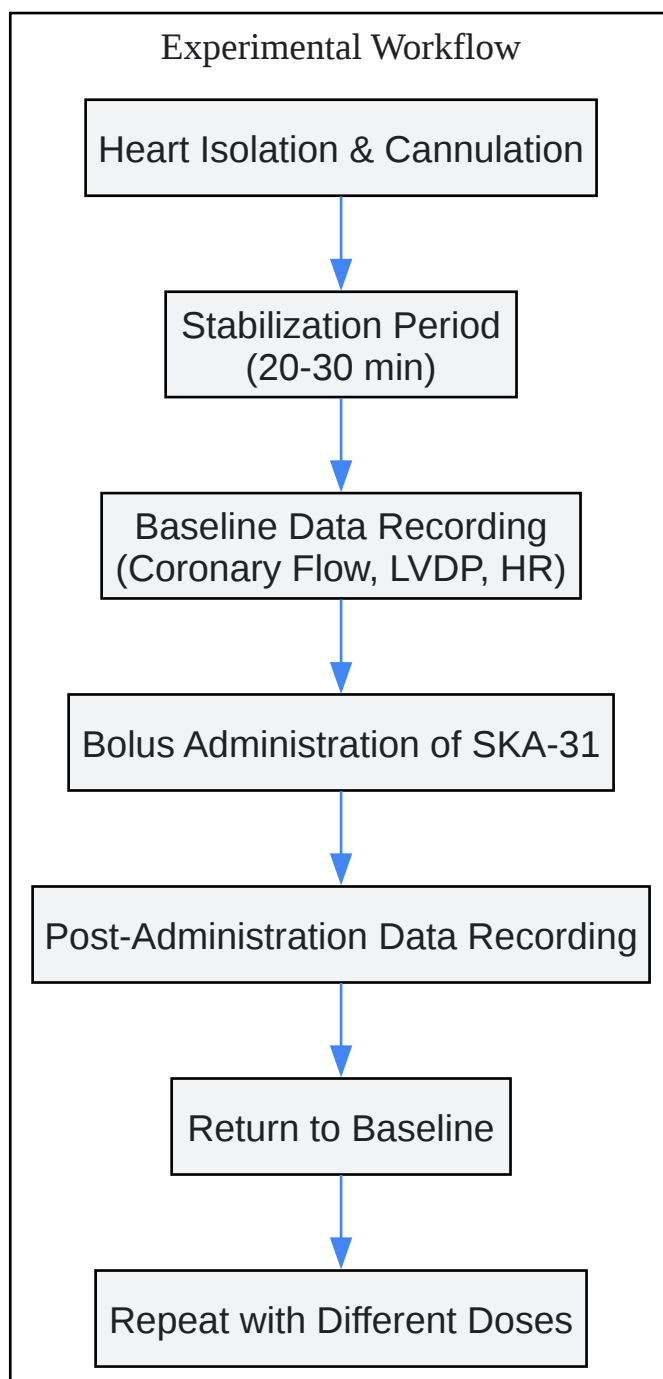 Experimental Workflow
Heart Isolation & Cannulation
Stabilization Period
(20-30 min)
Baseline Data Recording
(Coronary Flow, LVDP, HR)
Bolus Administration of SKA-31
Post-Administration Data Recording
Return to Baseline
Repeat with Different Doses